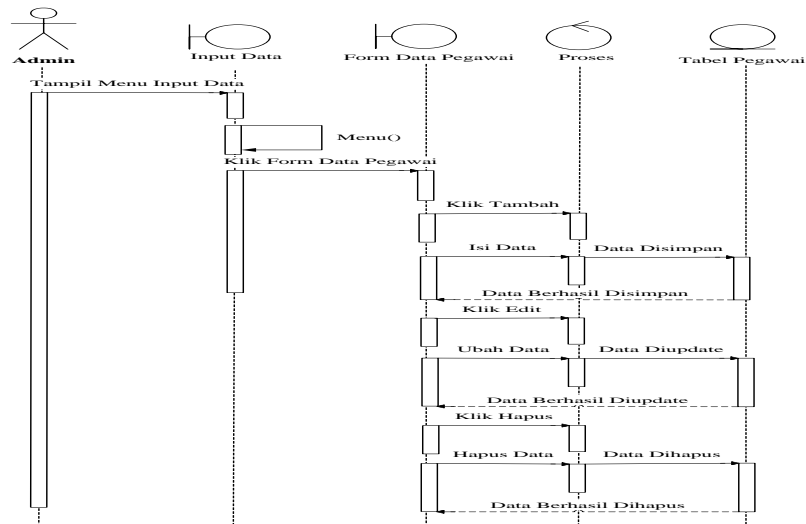 Admin
Input Data
Form Data Pegawai
Proses
Tabel Pegawai
Tampil Menu Input Data
Menu()
Klik Form Data Pegawai
Klik Tambah
Isi Data
Data Disimpan
Data Berhasil Disimpan
Klik Edit
Ubah Data
Data Diupdate
Data Berhasil Diupdate
Klik Hapus
Hapus Data
Data Dihapus
Data Berhasil Dihapus